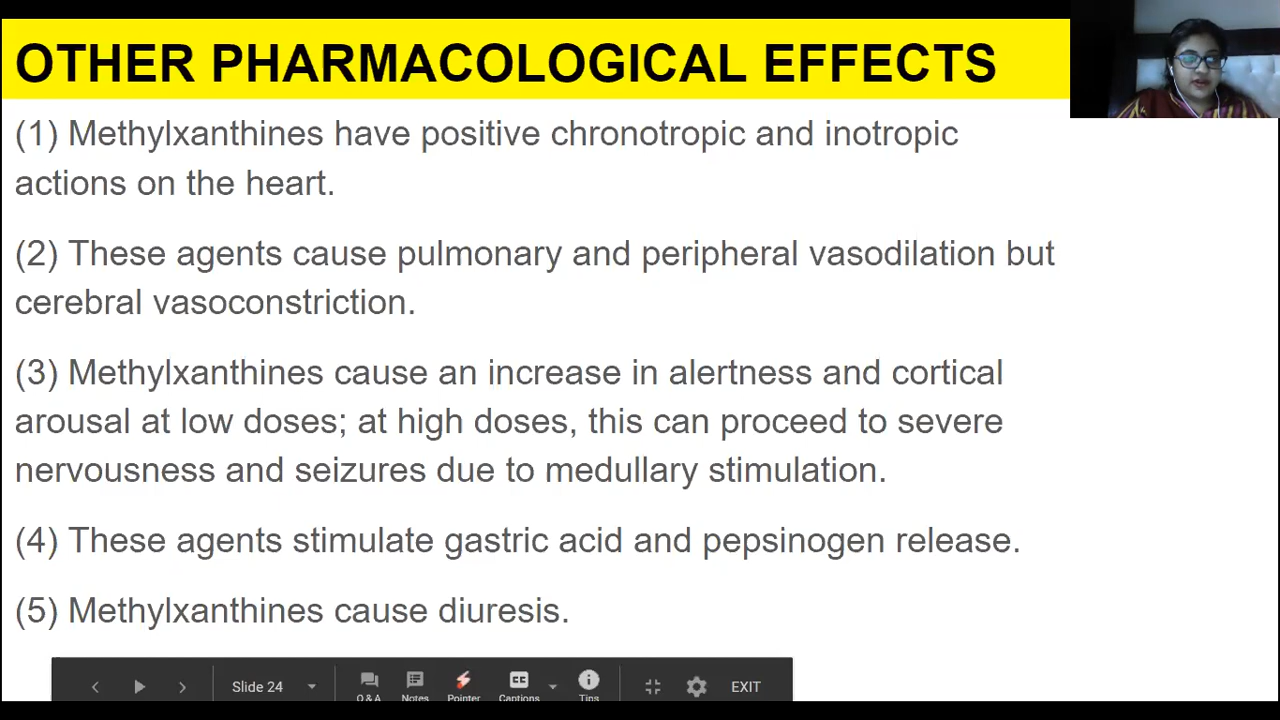 OTHER PHARMACOLOGICAL EFFECTS
(1) Methylxanthines have positive chronotropic and inotropic
actions on the heart.
(2) These agents cause pulmonary and peripheral vasodilation but
cerebral vasoconstriction.
(3) Methylxanthines cause an increase in alertness and cortical
arousal at low doses; at high doses, this can proceed to severe
nervousness and seizures due to medullary stimulation.
(4) These agents stimulate gastric acid and pepsinogen release.
(5) Methylxanthines cause diuresis.
Slide 24 Q & A Notes Pointer CC Captions Tips EXIT